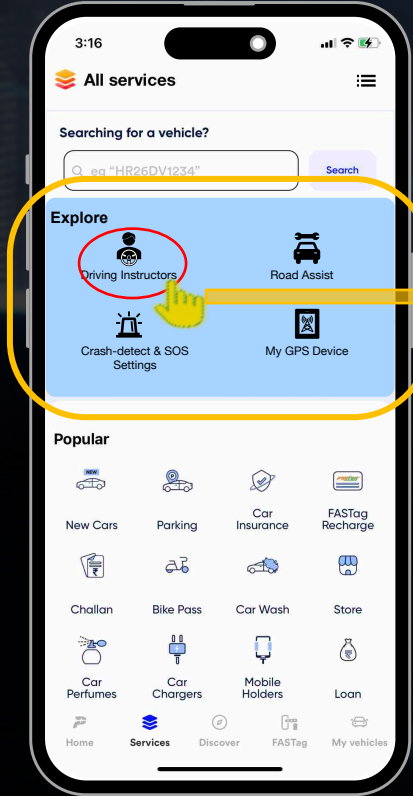 3:16
All services
Searching for a vehicle?
eg "HR26DV1234"
Search
Explore
Driving Instructors
Road Assist
Crash-detect & SOS
Settings
My GPS Device
Popular
NEW
P
New Cars
Parking
Car
Insurance
FASTag
FASTag
Recharge
Challan
Bike Pass
Car Wash
Store
Car
Perfumes
Car
Chargers
Mobile
Holders
Loan
Home
Services
Discover
FASTag
My vehicles